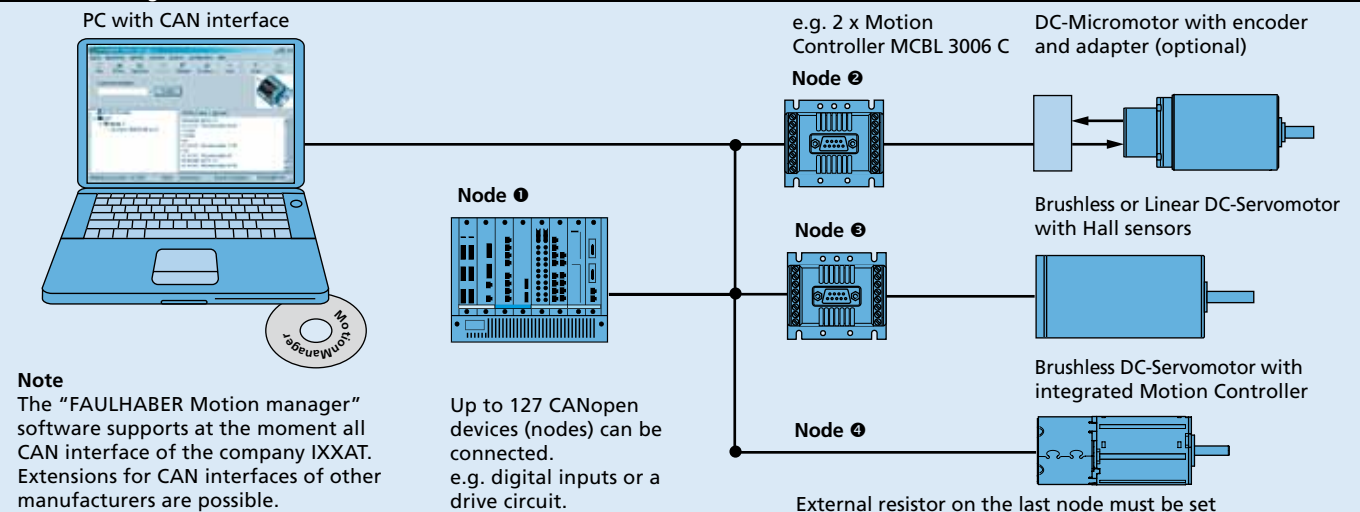 PC with CAN interface
e.g. 2 x Motion
Controller MCBL 3006 C
DC-Micromotor with encoder
and adapter (optional)
Node ❷
Node ❶
Brushless or Linear DC-Servomotor
with Hall sensors
Node ❸
MotionManager
Brushless DC-Servomotor with
integrated Motion Controller
Note
The “FAULHABER Motion manager”
software supports at the moment all
CAN interface of the company IXXAT.
Extensions for CAN interfaces of other
manufacturers are possible.
Up to 127 CANopen
devices (nodes) can be
connected.
e.g. digital inputs or a
drive circuit.
Node ❹
External resistor on the last node must be set